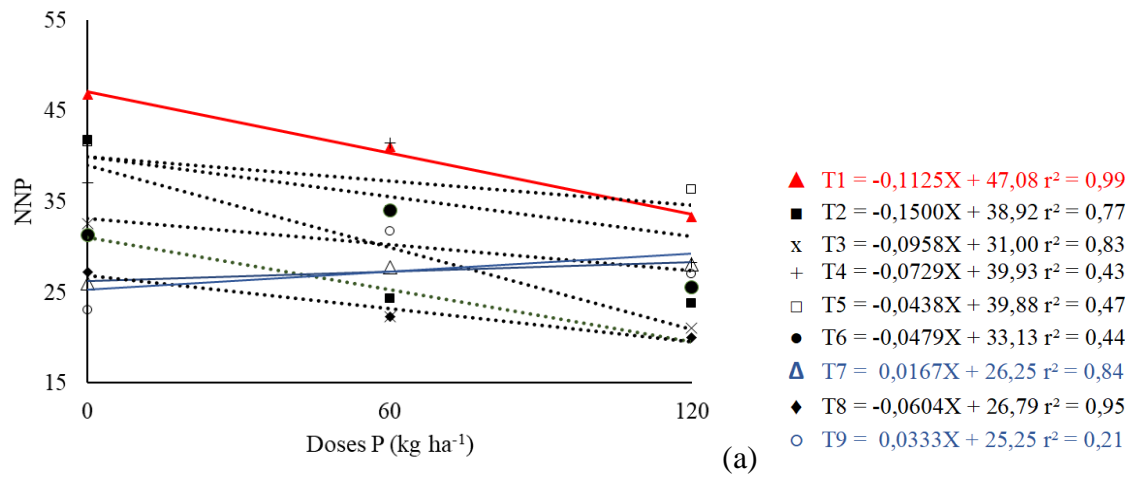 55
45
35
25
15
NNP
0
60
120
Doses P (kg ha⁻¹)
(a)
T1 = -0,1125X + 47,08 r² = 0,99
T2 = -0,1500X + 38,92 r² = 0,77
T3 = -0,0958X + 31,00 r² = 0,83
T4 = -0,0729X + 39,93 r² = 0,43
T5 = -0,0438X + 39,88 r² = 0,47
T6 = -0,0479X + 33,13 r² = 0,44
T7 = 0,0167X + 26,25 r² = 0,84
T8 = -0,0604X + 26,79 r² = 0,95
T9 = 0,0333X + 25,25 r² = 0,21